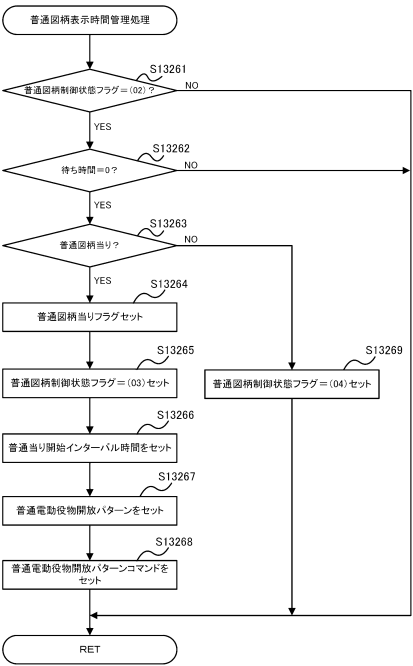 普通図柄表示時間管理処理
S13261
普通図柄制御状態フラグ=(02)?
NO
YES
S13262
待ち時間=0?
NO
YES
S13263
普通図柄当り?
NO
YES
S13264
普通図柄当りフラグセット
S13265
普通図柄制御状態フラグ=(03)セット
S13269
普通図柄制御状態フラグ=(04)セット
S13266
普通当り開始インターバル時間をセット
S13267
普通電動役物開放パターンをセット
S13268
普通電動役物開放パターンコマンドを
セット
RET